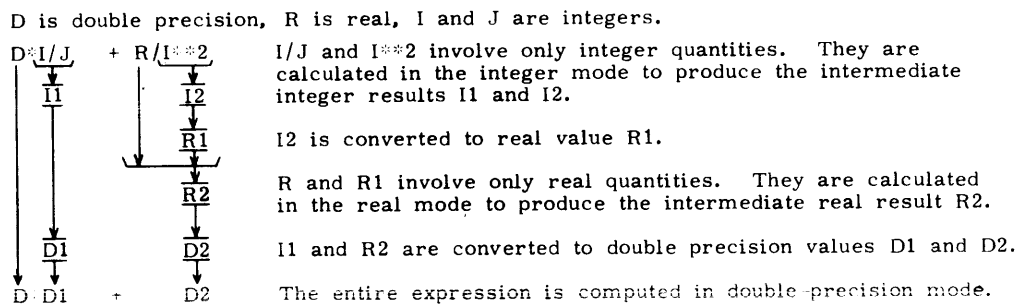 D is double precision, R is real, I and J are integers.
D*I/J + R/I**2 I/J and I**2 involve only integer quantities. They are
calculated in the integer mode to produce the intermediate
I1 I2 integer results I1 and I2.
R1 I2 is converted to real value R1.
R and R1 involve only real quantities. They are calculated
R2 in the real mode to produce the intermediate real result R2.
D1 D2 I1 and R2 are converted to double precision values D1 and D2.
D D1 + D2 The entire expression is computed in double-precision mode.